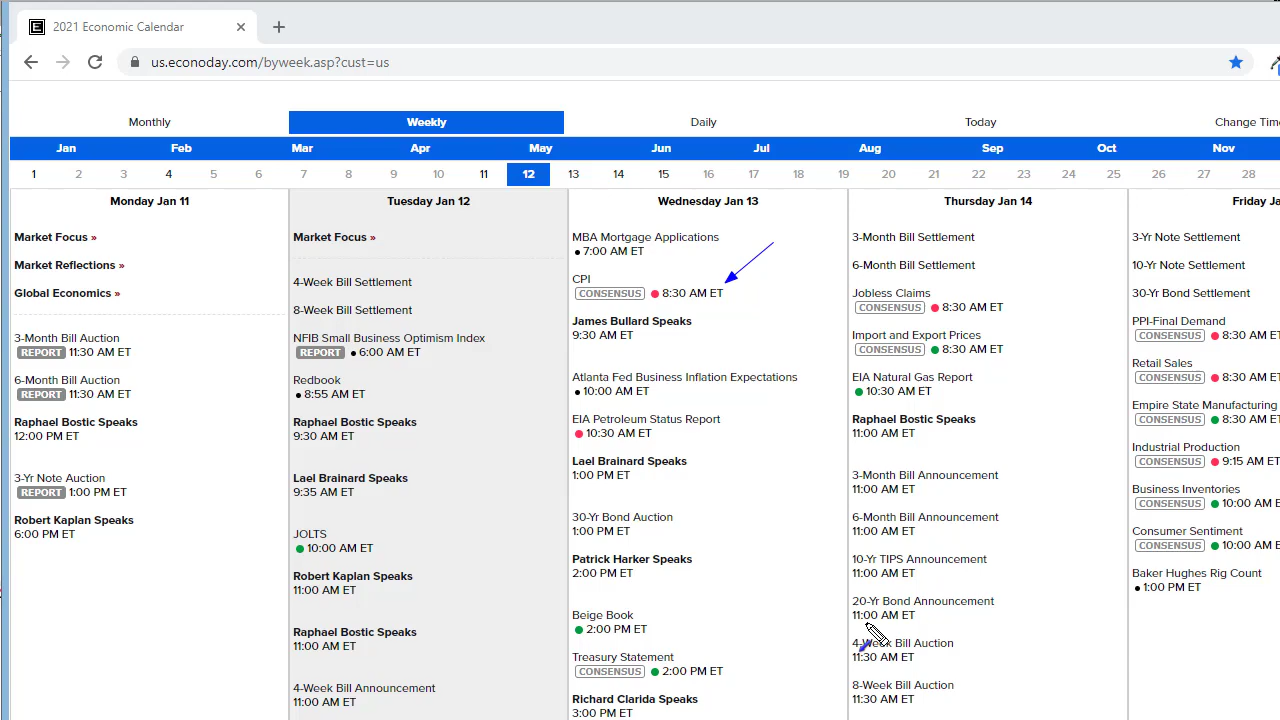 2021 Economic Calendar
us.econoday.com/byweek.asp?cust=us
Monthly Weekly Daily Today Change Time
Jan Feb Mar Apr May Jun Jul Aug Sep Oct Nov
1 2 3 4 5 6 7 8 9 10 11 12 13 14 15 16 17 18 19 20 21 22 23 24 25 26 27 28
Monday Jan 11
Market Focus »
Market Reflections »
Global Economics »
3-Month Bill Auction
REPORT 11:30 AM ET
6-Month Bill Auction
REPORT 11:30 AM ET
Raphael Bostic Speaks
12:00 PM ET
3-Yr Note Auction
REPORT 1:00 PM ET
Robert Kaplan Speaks
6:00 PM ET
Tuesday Jan 12
Market Focus »
4-Week Bill Settlement
8-Week Bill Settlement
NFIB Small Business Optimism Index
REPORT 6:00 AM ET
Redbook
8:55 AM ET
Raphael Bostic Speaks
9:30 AM ET
Lael Brainard Speaks
9:35 AM ET
JOLTS
10:00 AM ET
Robert Kaplan Speaks
11:00 AM ET
Raphael Bostic Speaks
11:00 AM ET
4-Week Bill Announcement
11:00 AM ET
Wednesday Jan 13
MBA Mortgage Applications
7:00 AM ET
CPI
CONSENSUS 8:30 AM ET
James Bullard Speaks
9:30 AM ET
Atlanta Fed Business Inflation Expectations
10:00 AM ET
EIA Petroleum Status Report
10:30 AM ET
Lael Brainard Speaks
1:00 PM ET
30-Yr Bond Auction
1:00 PM ET
Patrick Harker Speaks
2:00 PM ET
Beige Book
2:00 PM ET
Treasury Statement
CONSENSUS 2:00 PM ET
Richard Clarida Speaks
3:00 PM ET
Thursday Jan 14
3-Month Bill Settlement
6-Month Bill Settlement
Jobless Claims
CONSENSUS 8:30 AM ET
Import and Export Prices
CONSENSUS 8:30 AM ET
EIA Natural Gas Report
10:30 AM ET
Raphael Bostic Speaks
11:00 AM ET
3-Month Bill Announcement
11:00 AM ET
6-Month Bill Announcement
11:00 AM ET
10-Yr TIPS Announcement
11:00 AM ET
20-Yr Bond Announcement
11:00 AM ET
4-Week Bill Auction
11:30 AM ET
8-Week Bill Auction
11:30 AM ET
Friday Ja
3-Yr Note Settlement
10-Yr Note Settlement
30-Yr Bond Settlement
PPI-Final Demand
CONSENSUS 8:30 AM E
Retail Sales
CONSENSUS 8:30 AM E
Empire State Manufacturing
CONSENSUS 8:30 AM E
Industrial Production
CONSENSUS 9:15 AM E
Business Inventories
CONSENSUS 10:00 AM E
Consumer Sentiment
CONSENSUS 10:00 AM E
Baker Hughes Rig Count
1:00 PM ET